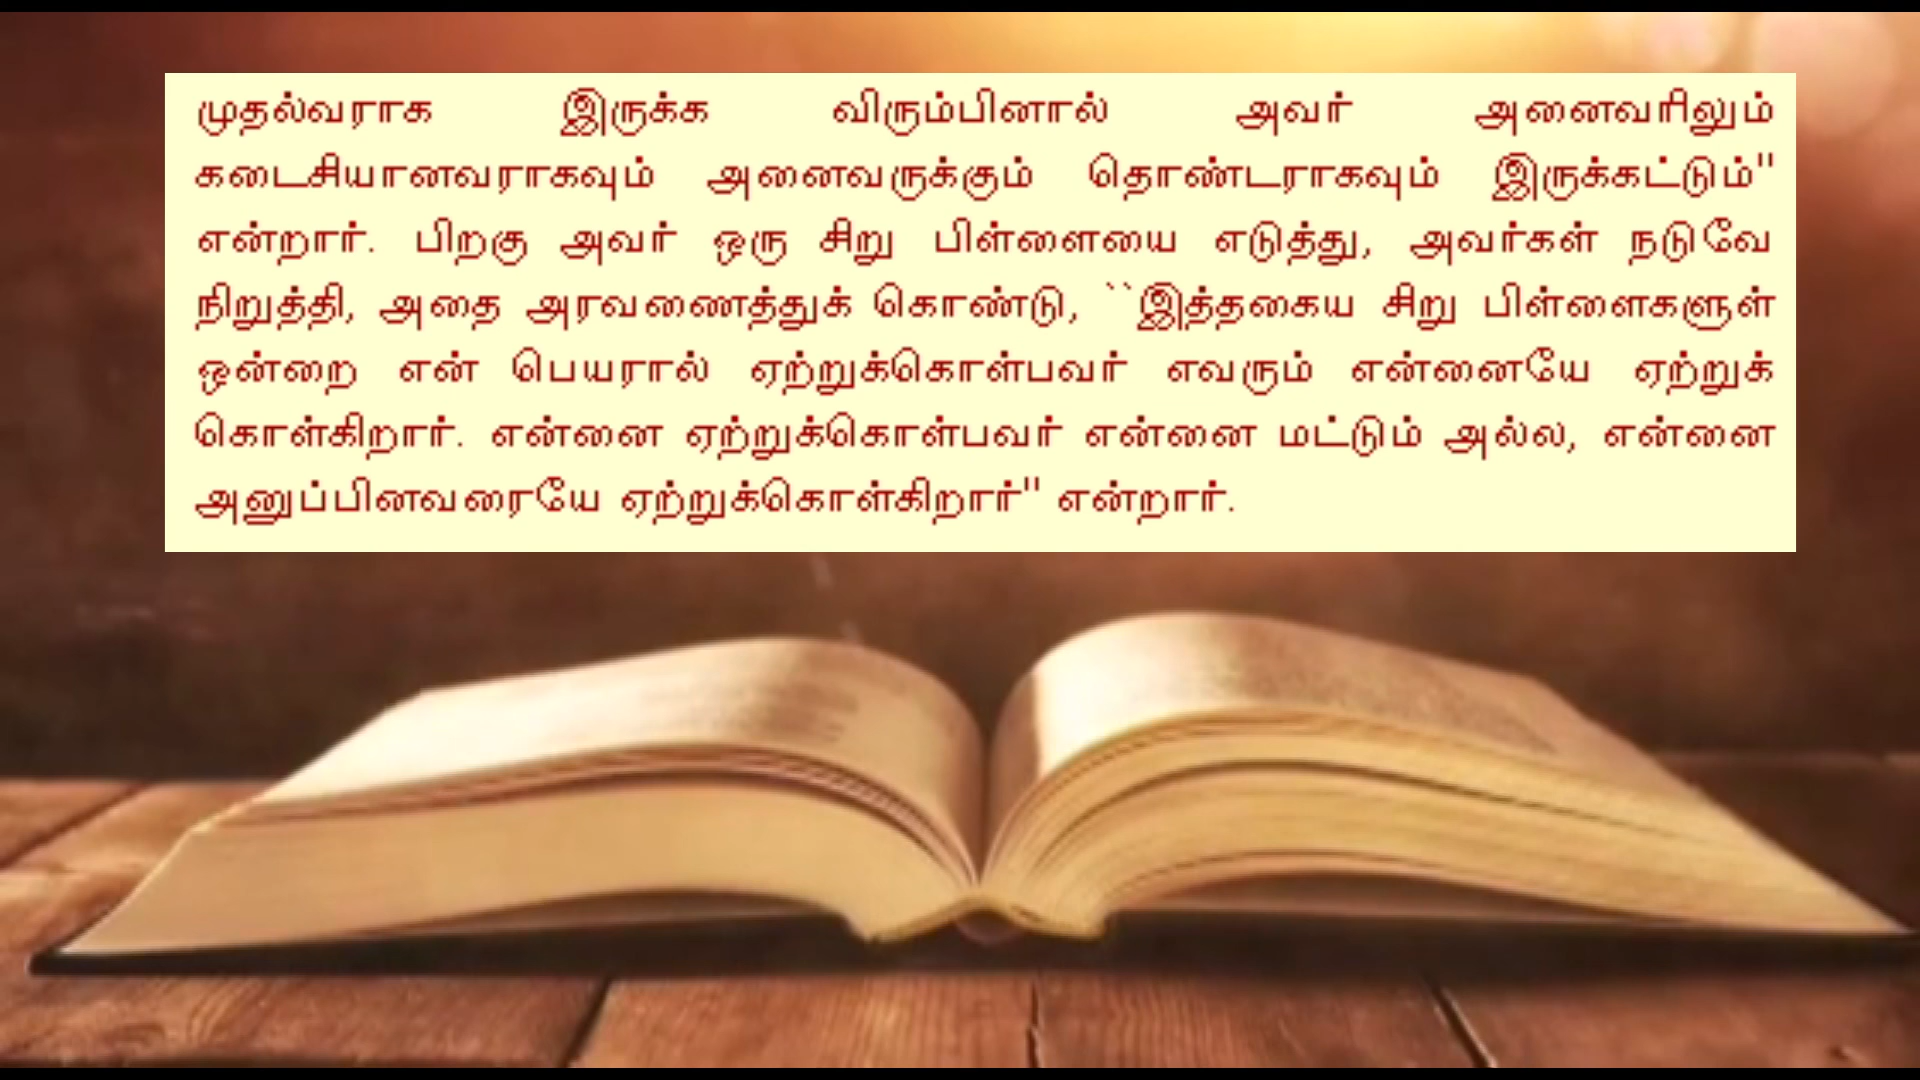 முதல்வராக இருக்க விரும்பினால் அவர் அனைவரிலும்
கடைசியானவராகவும் அனைவருக்கும் தொண்டராகவும் இருக்கட்டும்"
என்றார். பிறகு அவர் ஒரு சிறு பிள்ளையை எடுத்து, அவர்கள் நடுவே
நிறுத்தி, அதை அரவணைத்துக் கொண்டு, ``இத்தகைய சிறு பிள்ளைகளுள்
ஒன்றை என் பெயரால் ஏற்றுக்கொள்பவர் எவரும் என்னையே ஏற்றுக்
கொள்கிறார். என்னை ஏற்றுக்கொள்பவர் என்னை மட்டும் அல்ல, என்னை
அனுப்பினவரையே ஏற்றுக்கொள்கிறார்" என்றார்.